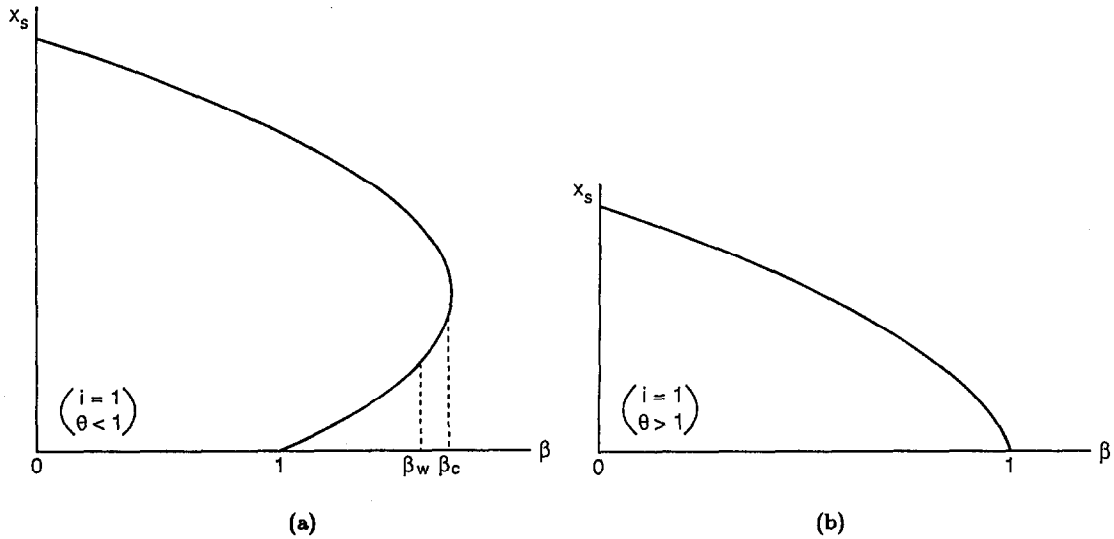 x_s
( i = 1
θ < 1 )
0 1 β_w β_c β
(a)
x_s
( i = 1
θ > 1 )
0 1 β
(b)